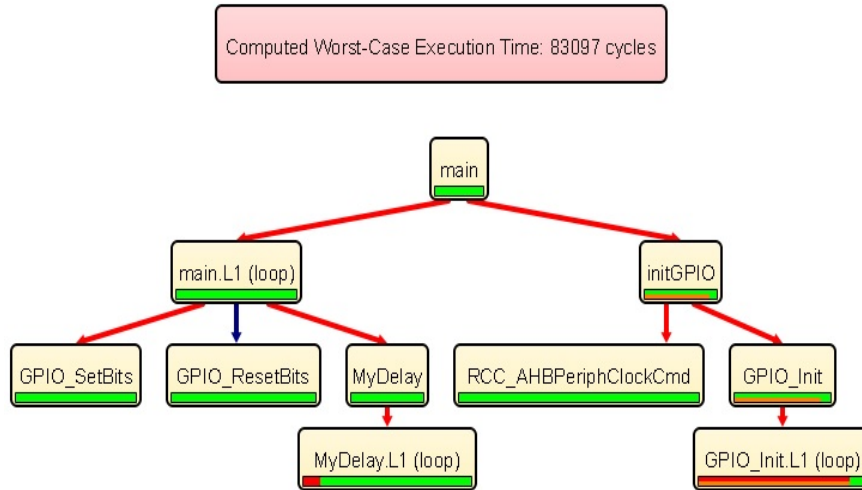 Computed Worst-Case Execution Time: 83097 cycles
main
main.L1 (loop)
initGPIO
GPIO_SetBits
GPIO_ResetBits
MyDelay
RCC_AHBPeriphClockCmd
GPIO_Init
MyDelay.L1 (loop)
GPIO_Init.L1 (loop)